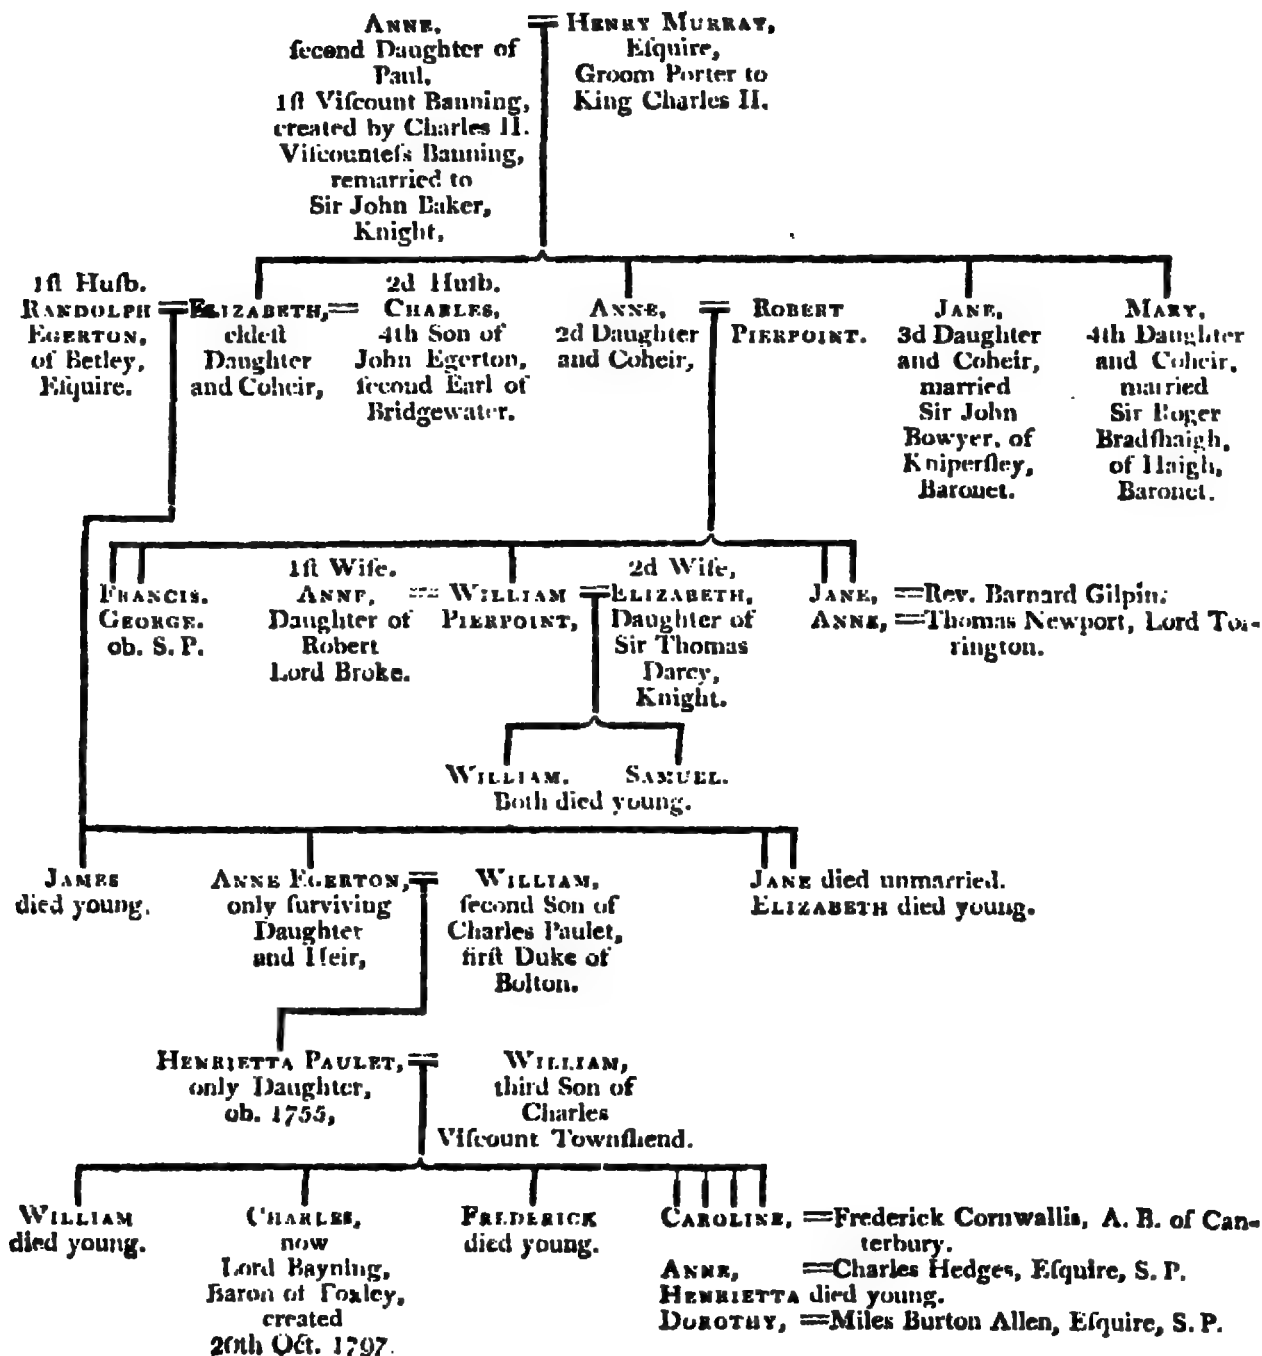 ANNE,
ſecond Daughter of
Paul,
1ſt Viſcount Banning,
created by Charles II.
Viſcounteſs Banning,
remarried to
Sir John Baker,
Knight,
HENRY MURRAY,
Eſquire,
Groom Porter to
King Charles II.
1ſt Huſb.
RANDOLPH
EGERTON,
of Betley,
Eſquire.
ELIZABETH,
eldeſt
Daughter
and Coheir,
2d Huſb.
CHARLES,
4th Son of
John Egerton,
ſecond Earl of
Bridgewater.
ANNE,
2d Daughter
and Coheir,
ROBERT
PIERPOINT.
JANE,
3d Daughter
and Coheir,
married
Sir John
Bowyer, of
Kniperſley,
Baronet.
MARY,
4th Daughter
and Coheir,
married
Sir Roger
Bradſhaigh,
of Haigh,
Baronet.
FRANCIS.
GEORGE.
ob. S. P.
1ſt Wife.
ANNE,
Daughter of
Robert
Lord Broke.
WILLIAM
PIERPOINT,
2d Wife,
ELIZABETH,
Daughter of
Sir Thomas
Darcy,
Knight.
JANE, =Rev. Barnard Gilpin.
ANNE, =Thomas Newport, Lord Tor-
rington.
WILLIAM. SAMUEL.
Both died young.
JAMES
died young.
ANNE EGERTON,
only ſurviving
Daughter
and Heir,
WILLIAM,
ſecond Son of
Charles Paulet,
firſt Duke of
Bolton.
JANE died unmarried.
ELIZABETH died young.
HENRIETTA PAULET,
only Daughter,
ob. 1755,
WILLIAM,
third Son of
Charles
Viſcount Townſhend.
WILLIAM
died young.
CHARLES,
now
Lord Bayning,
Baron of Foxley,
created
20th Oct. 1797.
FREDERICK
died young.
CAROLINE, =Frederick Cornwallis, A. B. of Can-
terbury.
ANNE, =Charles Hedges, Eſquire, S. P.
HENRIETTA died young.
DOROTHY, =Miles Burton Allen, Eſquire, S. P.